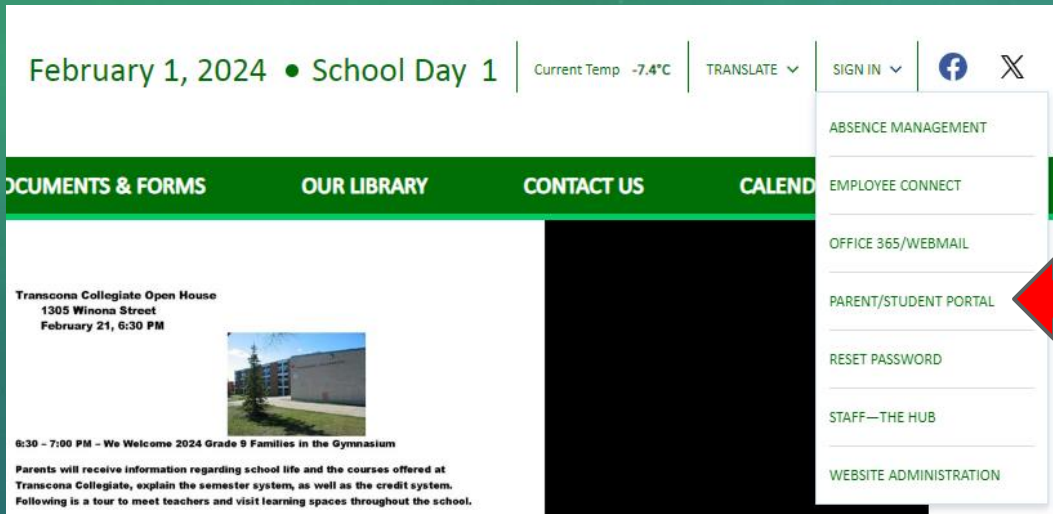 February 1, 2024 ● School Day 1
Current Temp -7.4°C
TRANSLATE
SIGN IN
ABSENCE MANAGEMENT
EMPLOYEE CONNECT
OFFICE 365/WEBMAIL
PARENT/STUDENT PORTAL
RESET PASSWORD
STAFF—THE HUB
WEBSITE ADMINISTRATION
OCUMENTS & FORMS
OUR LIBRARY
CONTACT US
CALEND
Transcona Collegiate Open House
1305 Winona Street
February 21, 6:30 PM
6:30 – 7:00 PM – We Welcome 2024 Grade 9 Families in the Gymnasium
Parents will receive information regarding school life and the courses offered at
Transcona Collegiate, explain the semester system, as well as the credit system.
Following is a tour to meet teachers and visit learning spaces throughout the school.